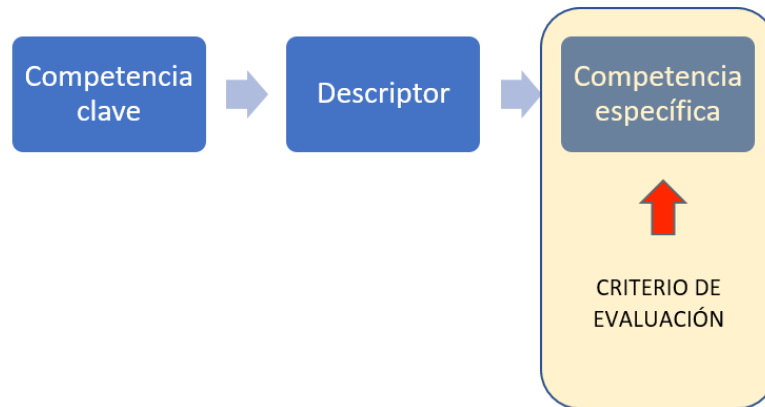 Competencia
clave
Descriptor
Competencia
específica
CRITERIO DE
EVALUACIÓN